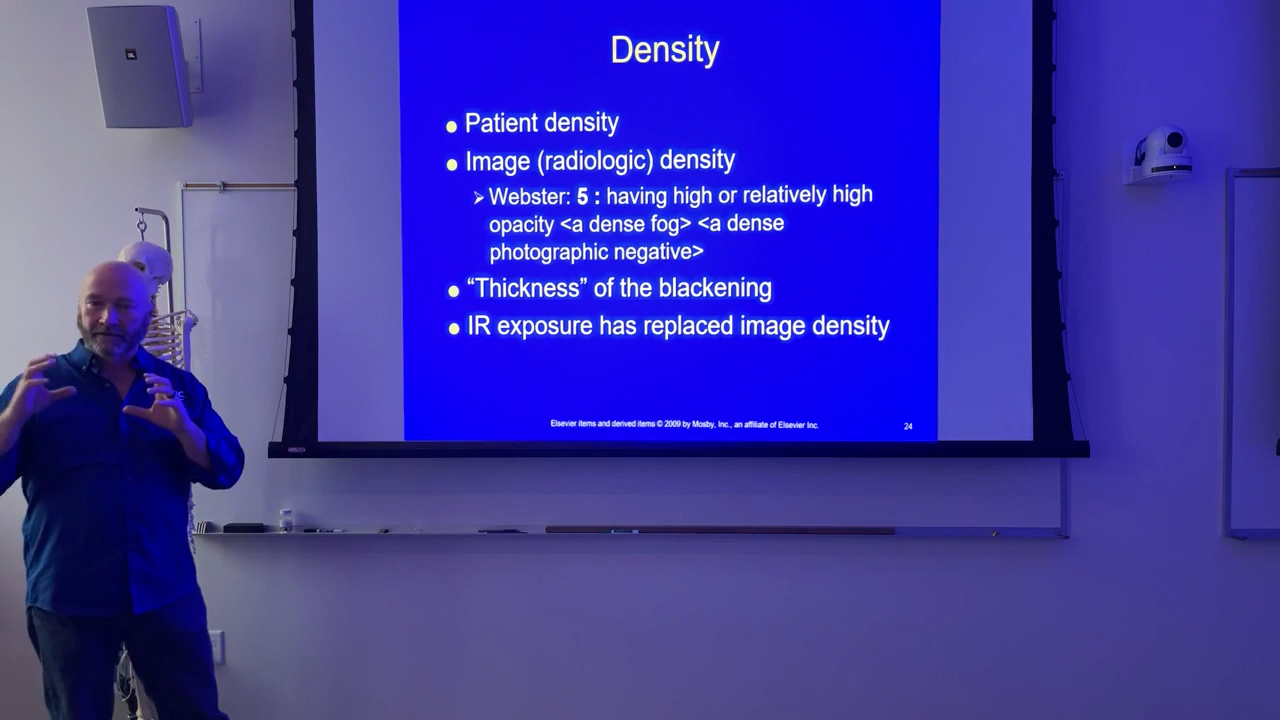 Density
• Patient density
• Image (radiologic) density
➢ Webster: 5 : having high or relatively high
opacity <a dense fog> <a dense
photographic negative>
• “Thickness” of the blackening
• IR exposure has replaced image density
Elsevier items and derived items © 2009 by Mosby, Inc., an affiliate of Elsevier Inc.
24
JBL